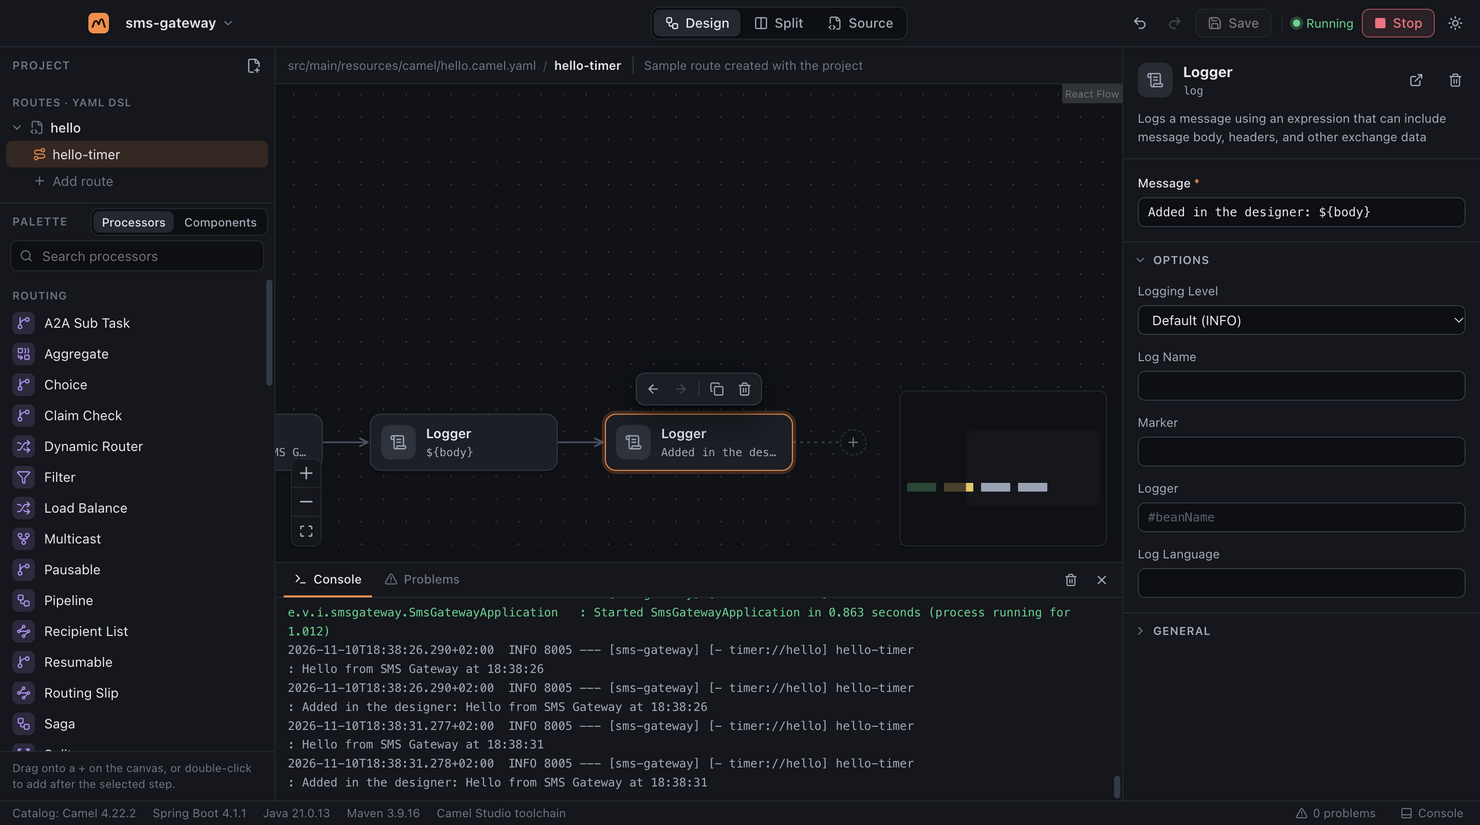 sms-gateway
Design
Split
Source
Save
Running
Stop
PROJECT
ROUTES · YAML DSL
hello
hello-timer
Add route
PALETTE
Processors
Components
Search processors
ROUTING
A2A Sub Task
Aggregate
Choice
Claim Check
Dynamic Router
Filter
Load Balance
Multicast
Pausable
Pipeline
Recipient List
Resumable
Routing Slip
Saga
Drag onto a + on the canvas, or double-click
to add after the selected step.
src/main/resources/camel/hello.camel.yaml / hello-timer
Sample route created with the project
React Flow
MS G…
Logger
${body}
Logger
Added in the des…
Console
Problems
e.v.i.smsgateway.SmsGatewayApplication : Started SmsGatewayApplication in 0.863 seconds (process running for
1.012)
2026-11-10T18:38:26.290+02:00 INFO 8005 --- [sms-gateway] [- timer://hello] hello-timer
: Hello from SMS Gateway at 18:38:26
2026-11-10T18:38:26.290+02:00 INFO 8005 --- [sms-gateway] [- timer://hello] hello-timer
: Added in the designer: Hello from SMS Gateway at 18:38:26
2026-11-10T18:38:31.277+02:00 INFO 8005 --- [sms-gateway] [- timer://hello] hello-timer
: Hello from SMS Gateway at 18:38:31
2026-11-10T18:38:31.278+02:00 INFO 8005 --- [sms-gateway] [- timer://hello] hello-timer
: Added in the designer: Hello from SMS Gateway at 18:38:31
Logger
log
Logs a message using an expression that can include
message body, headers, and other exchange data
Message *
Added in the designer: ${body}
OPTIONS
Logging Level
Default (INFO)
Log Name
Marker
Logger
#beanName
Log Language
GENERAL
Catalog: Camel 4.22.2
Spring Boot 4.1.1
Java 21.0.13
Maven 3.9.16
Camel Studio toolchain
0 problems
Console